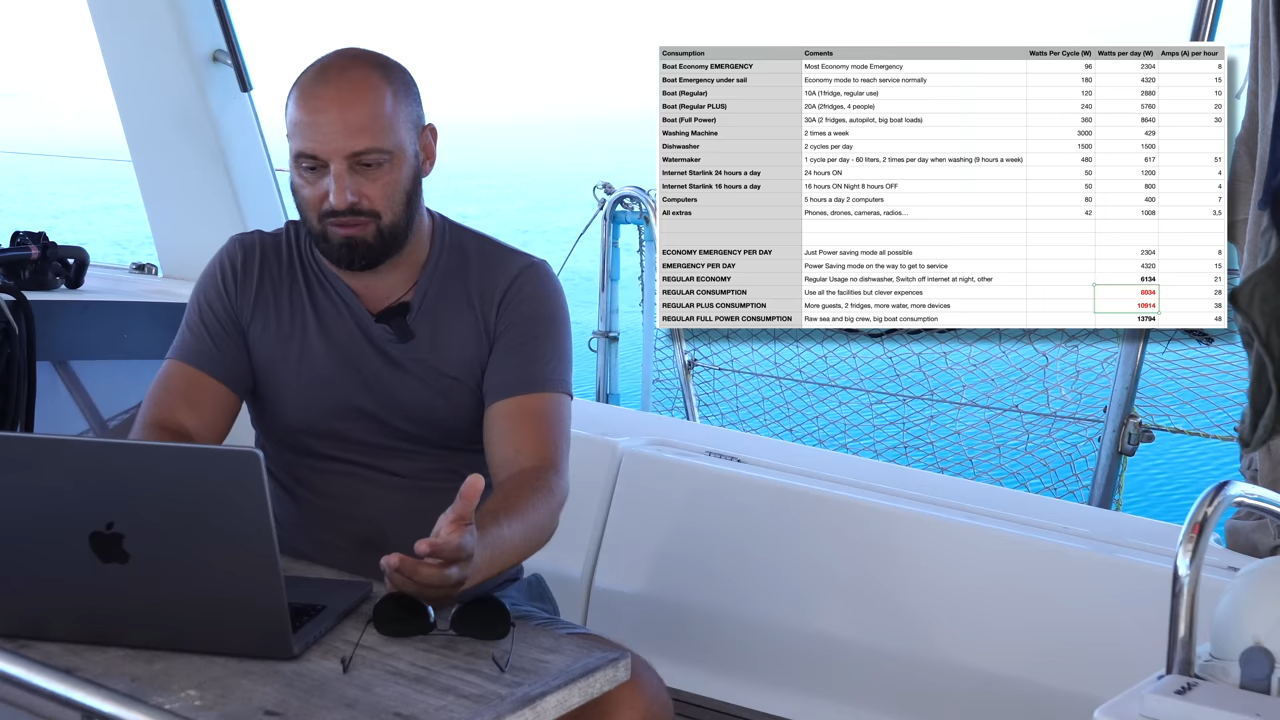 Consumption Coments Watts Per Cycle (W) Watts per day (W) Amps (A) per hour
Boat Economy EMERGENCY Most Economy mode Emergency 96 2304 8
Boat Emergency under sail Economy mode to reach service normally 180 4320 15
Boat (Regular) 10A (1fridge, regular use) 120 2880 10
Boat (Regular PLUS) 20A (2fridges, 4 people) 240 5760 20
Boat (Full Power) 30A (2 fridges, autopilot, big boat loads) 360 8640 30
Washing Machine 2 times a week 3000 429
Dishwasher 2 cycles per day 1500 1500
Watermaker 1 cycle per day - 60 liters, 2 times per day when washing (9 hours a week) 480 617 51
Internet Starlink 24 hours a day 24 hours ON 50 1200 4
Internet Starlink 16 hours a day 16 hours ON Night 8 hours OFF 50 800 4
Computers 5 hours a day 2 computers 80 400 7
All extras Phones, drones, cameras, radios... 42 1008 3,5
ECONOMY EMERGENCY PER DAY Just Power saving mode all possible 2304 8
EMERGENCY PER DAY Power Saving mode on the way to get to service 4320 15
REGULAR ECONOMY Regular Usage no dishwasher, Switch off internet at night, other 6134 21
REGULAR CONSUMPTION Use all the facilities but clever expences 8034 28
REGULAR PLUS CONSUMPTION More guests, 2 fridges, more water, more devices 10914 38
REGULAR FULL POWER CONSUMPTION Raw sea and big crew, big boat consumption 13794 48